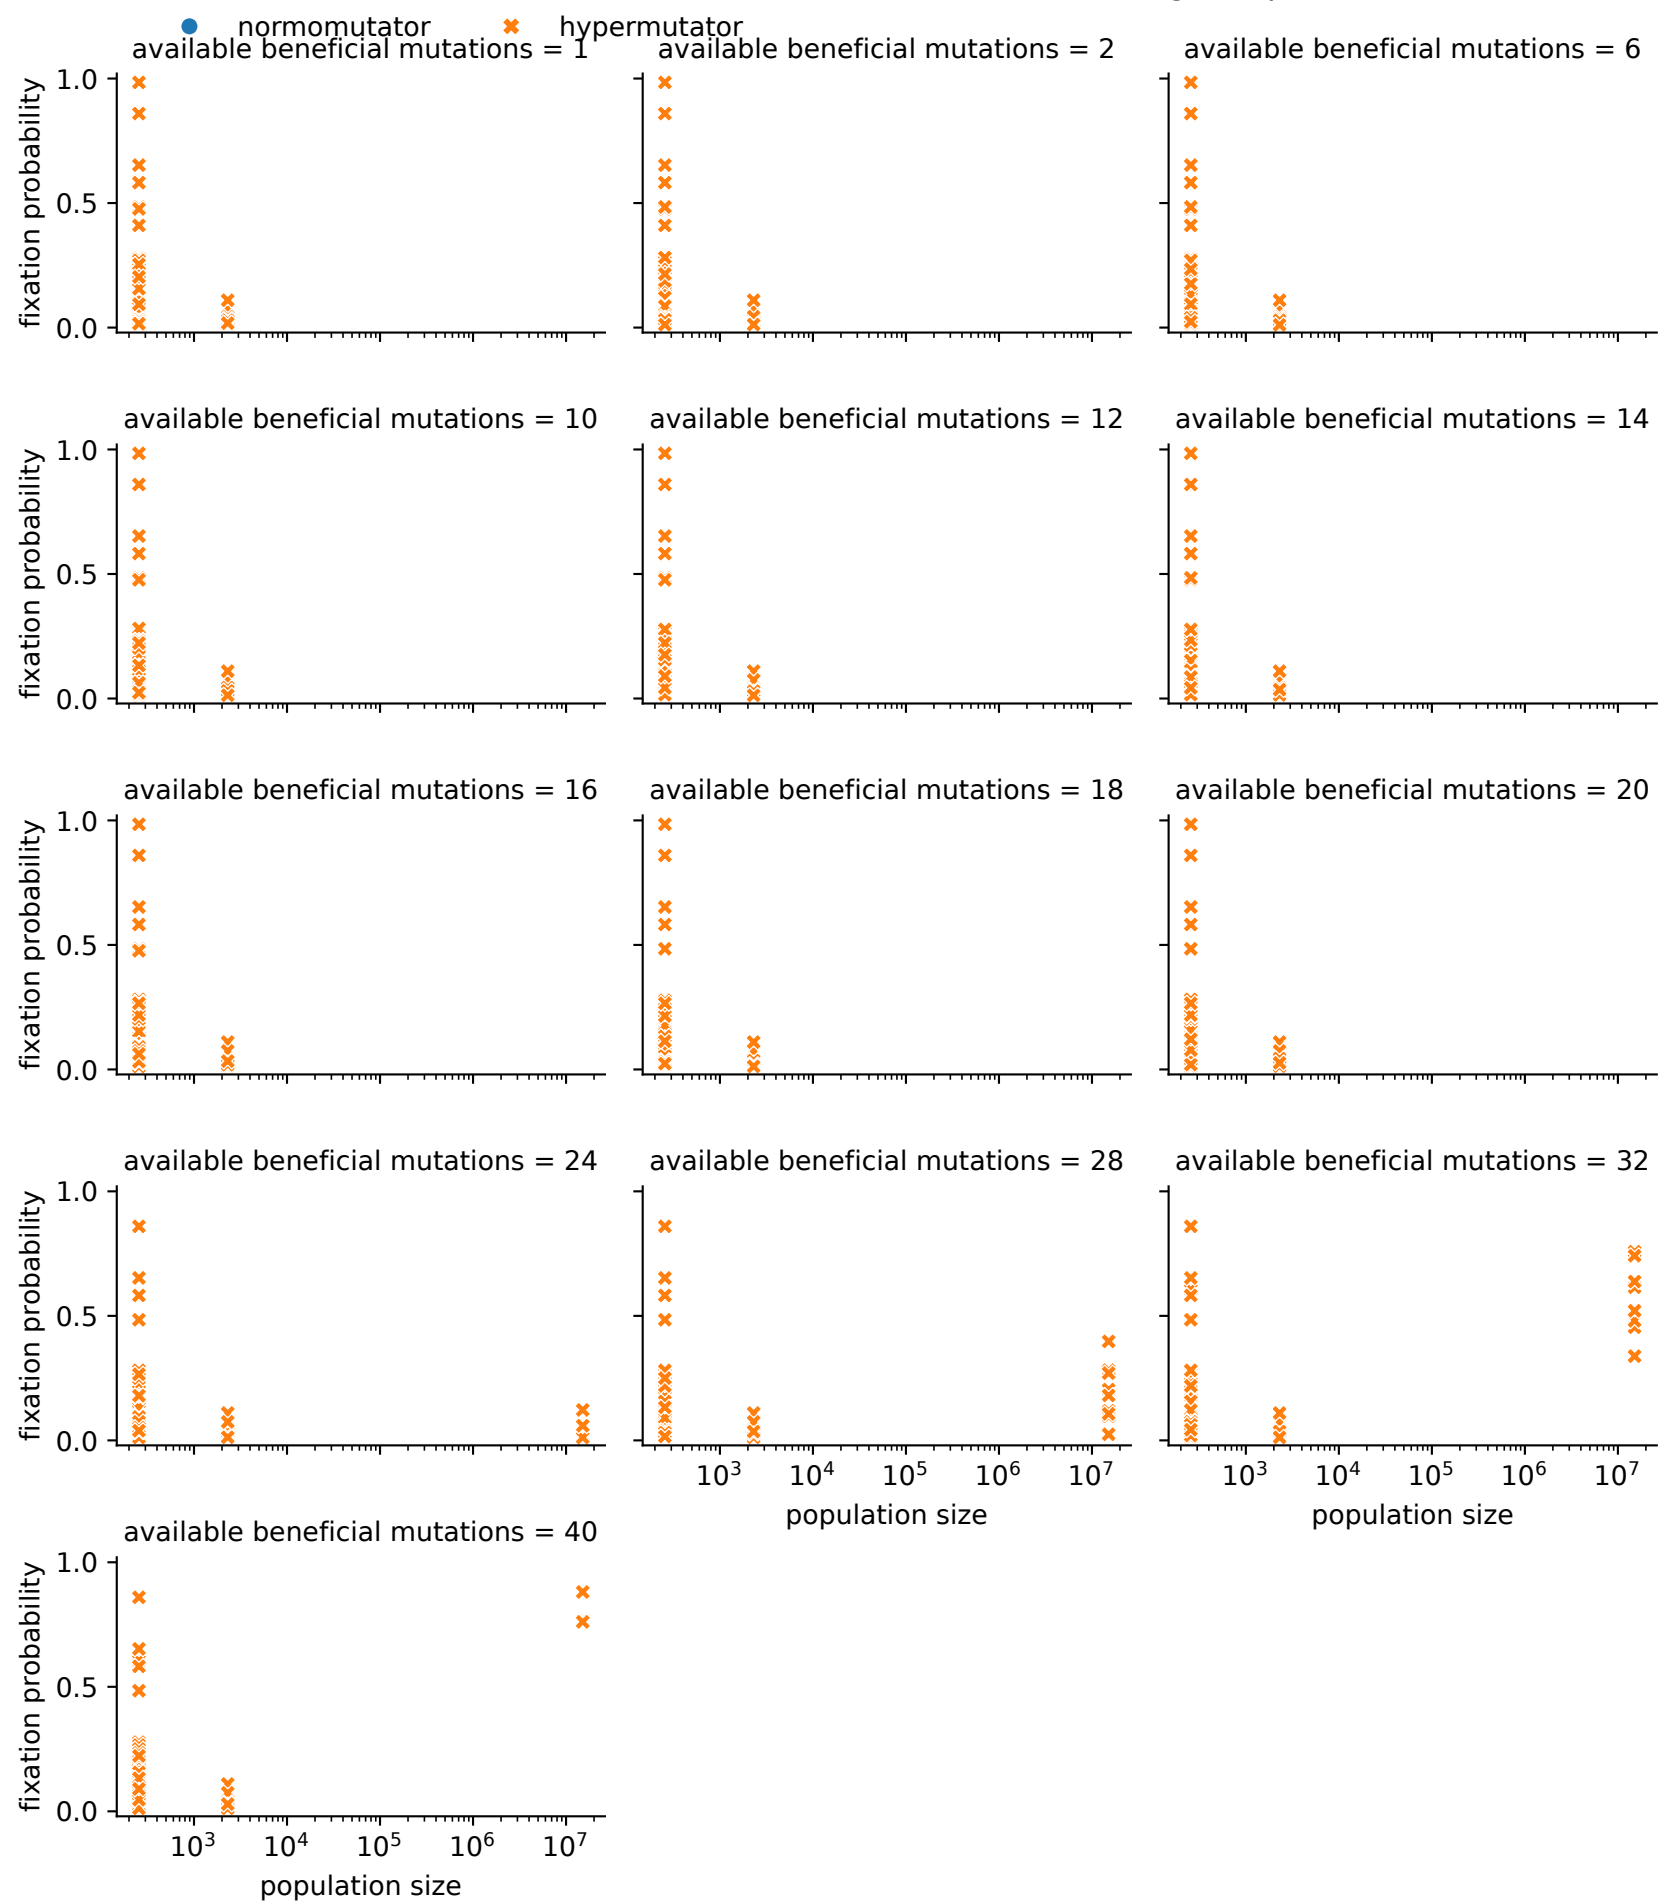 normomutator hypermutator
available beneficial mutations = 1 available beneficial mutations = 2 available beneficial mutations = 6
fixation probability
1.0
0.5
0.0
available beneficial mutations = 10 available beneficial mutations = 12 available beneficial mutations = 14
fixation probability
1.0
0.5
0.0
available beneficial mutations = 16 available beneficial mutations = 18 available beneficial mutations = 20
fixation probability
1.0
0.5
0.0
available beneficial mutations = 24 available beneficial mutations = 28 available beneficial mutations = 32
fixation probability
1.0
0.5
0.0
10³ 10⁴ 10⁵ 10⁶ 10⁷ 10³ 10⁴ 10⁵ 10⁶ 10⁷
population size population size
available beneficial mutations = 40
fixation probability
1.0
0.5
0.0
10³ 10⁴ 10⁵ 10⁶ 10⁷
population size